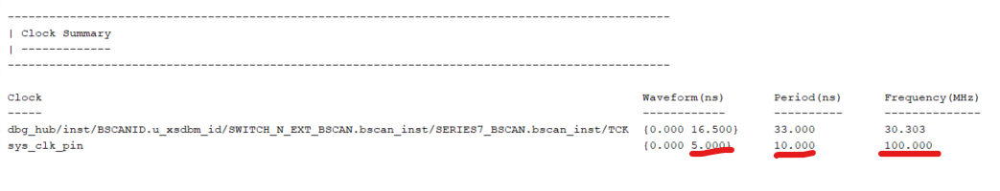 -------------------------------------------------------------------------------------------
| Clock Summary
| -------------
-------------------------------------------------------------------------------------------
Clock Waveform(ns) Period(ns) Frequency(MHz)
----- ------------ ---------- --------------
dbg_hub/inst/BSCANID.u_xsdbm_id/SWITCH_N_EXT_BSCAN.bscan_inst/SERIES7_BSCAN.bscan_inst/TCK {0.000 16.500} 33.000 30.303
sys_clk_pin {0.000 5.000} 10.000 100.000